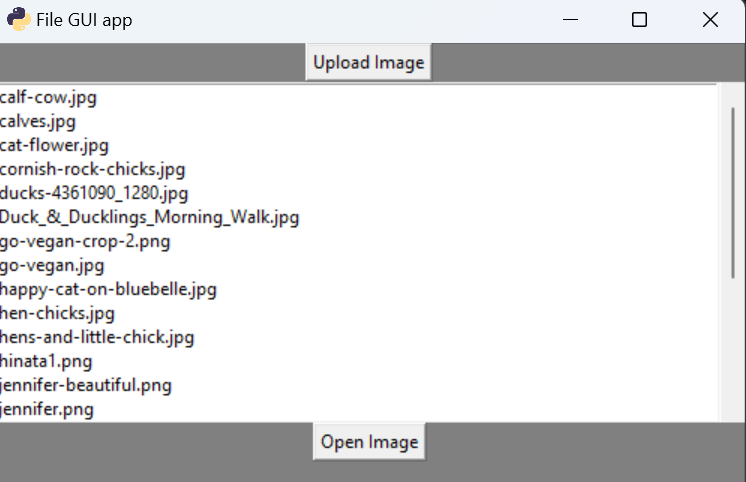 File GUI app
Upload Image
calf-cow.jpg
calves.jpg
cat-flower.jpg
cornish-rock-chicks.jpg
ducks-4361090_1280.jpg
Duck_&_Ducklings_Morning_Walk.jpg
go-vegan-crop-2.png
go-vegan.jpg
happy-cat-on-bluebelle.jpg
hen-chicks.jpg
hens-and-little-chick.jpg
hinata1.png
jennifer-beautiful.png
jennifer.png
Open Image